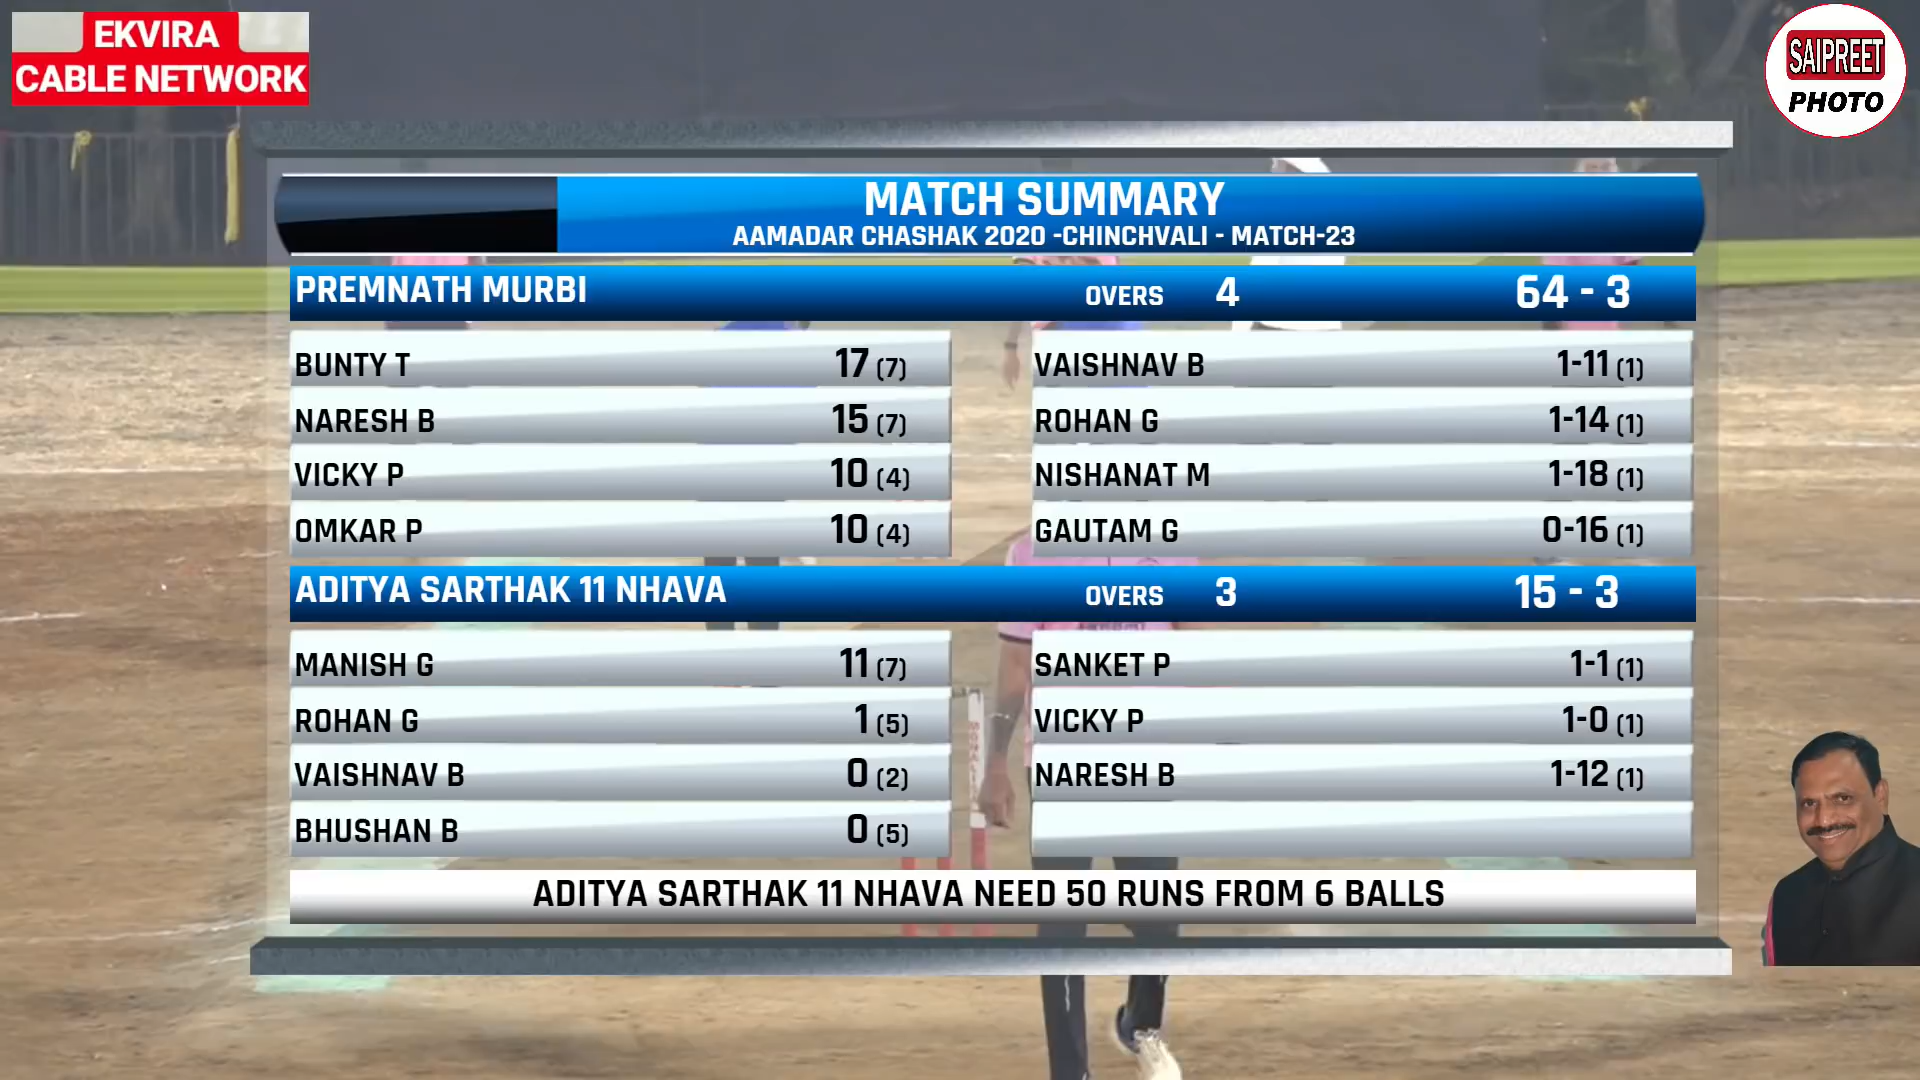 EKVIRA
CABLE NETWORK
SAIPREET
PHOTO
MATCH SUMMARY
AAMADAR CHASHAK 2020 -CHINCHVALI - MATCH-23
PREMNATH MURBI OVERS 4 64 - 3
BUNTY T 17 (7) VAISHNAV B 1-11 (1)
NARESH B 15 (7) ROHAN G 1-14 (1)
VICKY P 10 (4) NISHANAT M 1-18 (1)
OMKAR P 10 (4) GAUTAM G 0-16 (1)
ADITYA SARTHAK 11 NHAVA OVERS 3 15 - 3
MANISH G 11 (7) SANKET P 1-1 (1)
ROHAN G 1 (5) VICKY P 1-0 (1)
VAISHNAV B 0 (2) NARESH B 1-12 (1)
BHUSHAN B 0 (5)
ADITYA SARTHAK 11 NHAVA NEED 50 RUNS FROM 6 BALLS